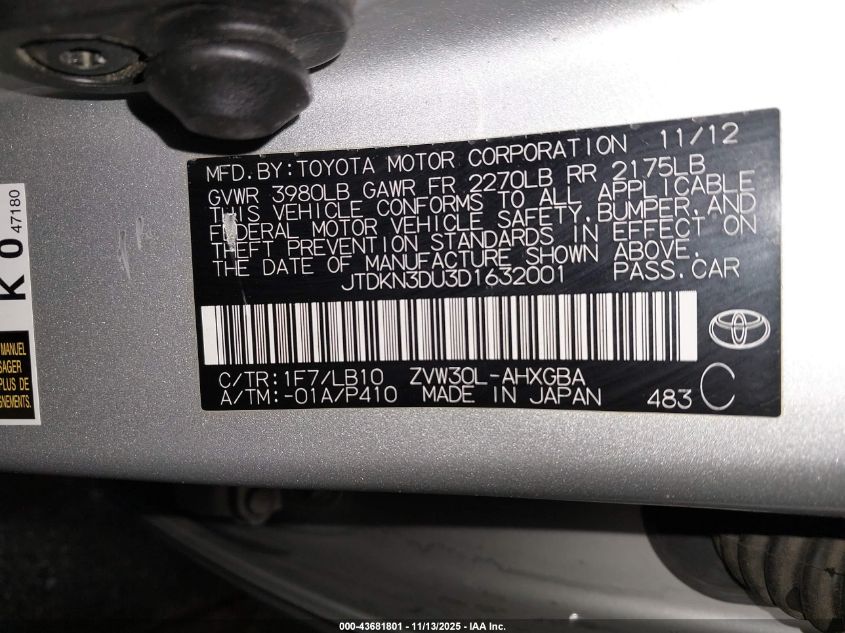 MFD. BY: TOYOTA MOTOR CORPORATION 11/12
GVWR 3980LB GAWR FR 2270LB RR 2175LB
THIS VEHICLE CONFORMS TO ALL APPLICABLE
FEDERAL MOTOR VEHICLE SAFETY, BUMPER, AND
THEFT PREVENTION STANDARDS IN EFFECT ON
THE DATE OF MANUFACTURE SHOWN ABOVE.
JTDKN3DU3D1632001 PASS. CAR
C/TR: 1F7/LB10 ZVW30L-AHXGBA
A/TM: -01A/P410 MADE IN JAPAN 483 C
K 0 47180
MANUEL
SAGER
PLUS DE
GNEMENTS.
000-43681801 - 11/13/2025 - IAA Inc.